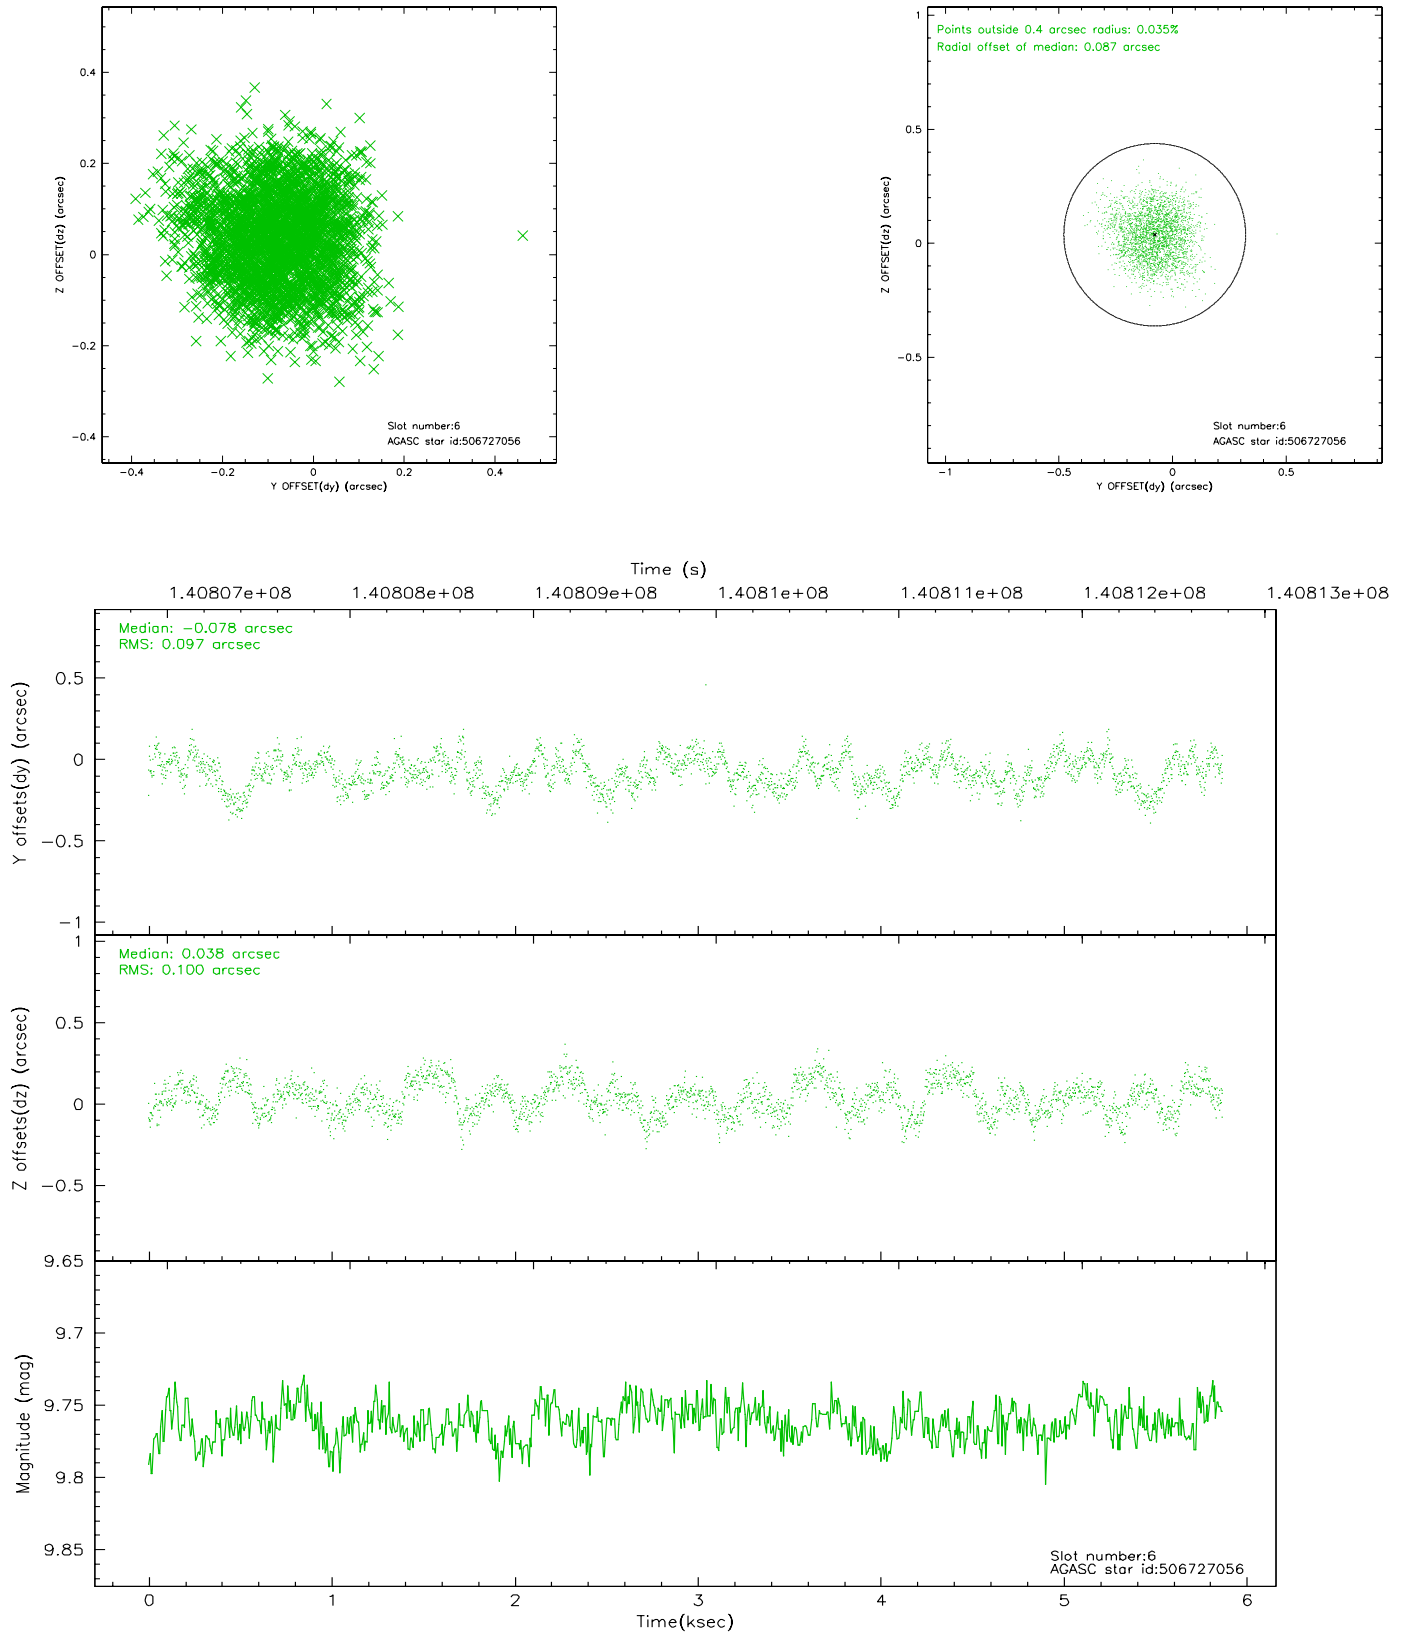 0.4
0.2
0
−0.2
−0.4
Z OFFSET(dz) (arcsec)
Slot number:6
AGASC star id:506727056
−0.4
−0.2
0
0.2
0.4
Y OFFSET(dy) (arcsec)
Points outside 0.4 arcsec radius: 0.035%
Radial offset of median: 0.087 arcsec
1
0.5
0
−0.5
Z OFFSET(dz) (arcsec)
Slot number:6
AGASC star id:506727056
−1
−0.5
0
0.5
Y OFFSET(dy) (arcsec)
Time (s)
1.40807e+08
1.40808e+08
1.40809e+08
1.4081e+08
1.40811e+08
1.40812e+08
1.40813e+08
Median: −0.078 arcsec
RMS: 0.097 arcsec
0.5
0
−0.5
−1
Y offsets(dy) (arcsec)
Median: 0.038 arcsec
RMS: 0.100 arcsec
1
0.5
0
−0.5
Z offsets(dz) (arcsec)
9.65
9.7
9.75
9.8
9.85
Magnitude (mag)
Slot number:6
AGASC star id:506727056
0
1
2
3
4
5
6
Time(ksec)